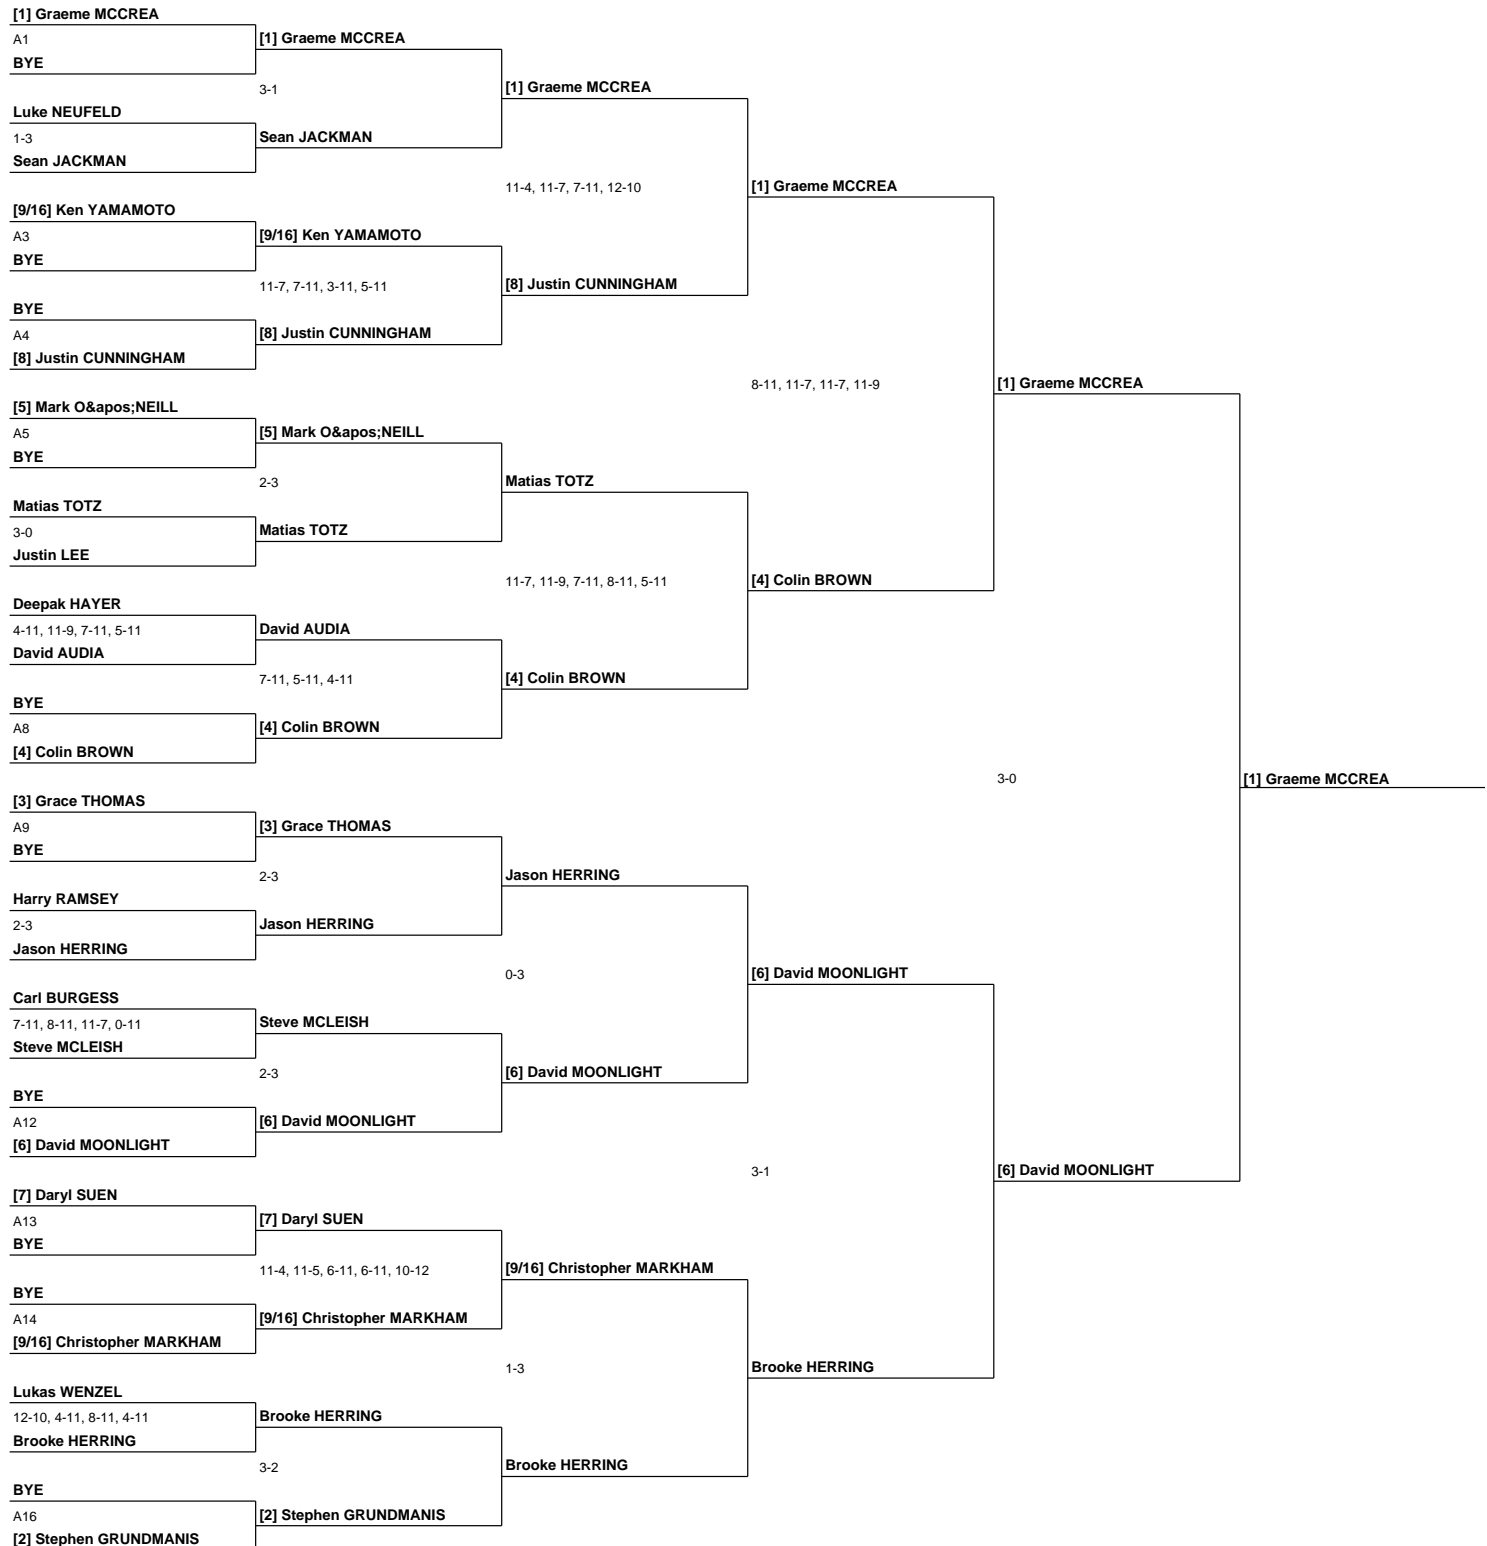 [1] Graeme MCCREA
A1
[1] Graeme MCCREA
BYE
3-1
[1] Graeme MCCREA
Luke NEUFELD
1-3
Sean JACKMAN
Sean JACKMAN
11-4, 11-7, 7-11, 12-10
[1] Graeme MCCREA
[9/16] Ken YAMAMOTO
A3
[9/16] Ken YAMAMOTO
BYE
11-7, 7-11, 3-11, 5-11
[8] Justin CUNNINGHAM
BYE
A4
[8] Justin CUNNINGHAM
[8] Justin CUNNINGHAM
8-11, 11-7, 11-7, 11-9
[1] Graeme MCCREA
[5] Mark O&apos;NEILL
A5
[5] Mark O&apos;NEILL
BYE
2-3
Matias TOTZ
Matias TOTZ
3-0
Matias TOTZ
Justin LEE
11-7, 11-9, 7-11, 8-11, 5-11
[4] Colin BROWN
Deepak HAYER
4-11, 11-9, 7-11, 5-11
David AUDIA
David AUDIA
7-11, 5-11, 4-11
[4] Colin BROWN
BYE
A8
[4] Colin BROWN
[4] Colin BROWN
3-0
[1] Graeme MCCREA
[3] Grace THOMAS
A9
[3] Grace THOMAS
BYE
2-3
Jason HERRING
Harry RAMSEY
2-3
Jason HERRING
Jason HERRING
0-3
[6] David MOONLIGHT
Carl BURGESS
7-11, 8-11, 11-7, 0-11
Steve MCLEISH
Steve MCLEISH
2-3
[6] David MOONLIGHT
BYE
A12
[6] David MOONLIGHT
[6] David MOONLIGHT
3-1
[6] David MOONLIGHT
[7] Daryl SUEN
A13
[7] Daryl SUEN
BYE
11-4, 11-5, 6-11, 6-11, 10-12
[9/16] Christopher MARKHAM
BYE
A14
[9/16] Christopher MARKHAM
[9/16] Christopher MARKHAM
1-3
Brooke HERRING
Lukas WENZEL
12-10, 4-11, 8-11, 4-11
Brooke HERRING
Brooke HERRING
3-2
Brooke HERRING
BYE
A16
[2] Stephen GRUNDMANIS
[2] Stephen GRUNDMANIS